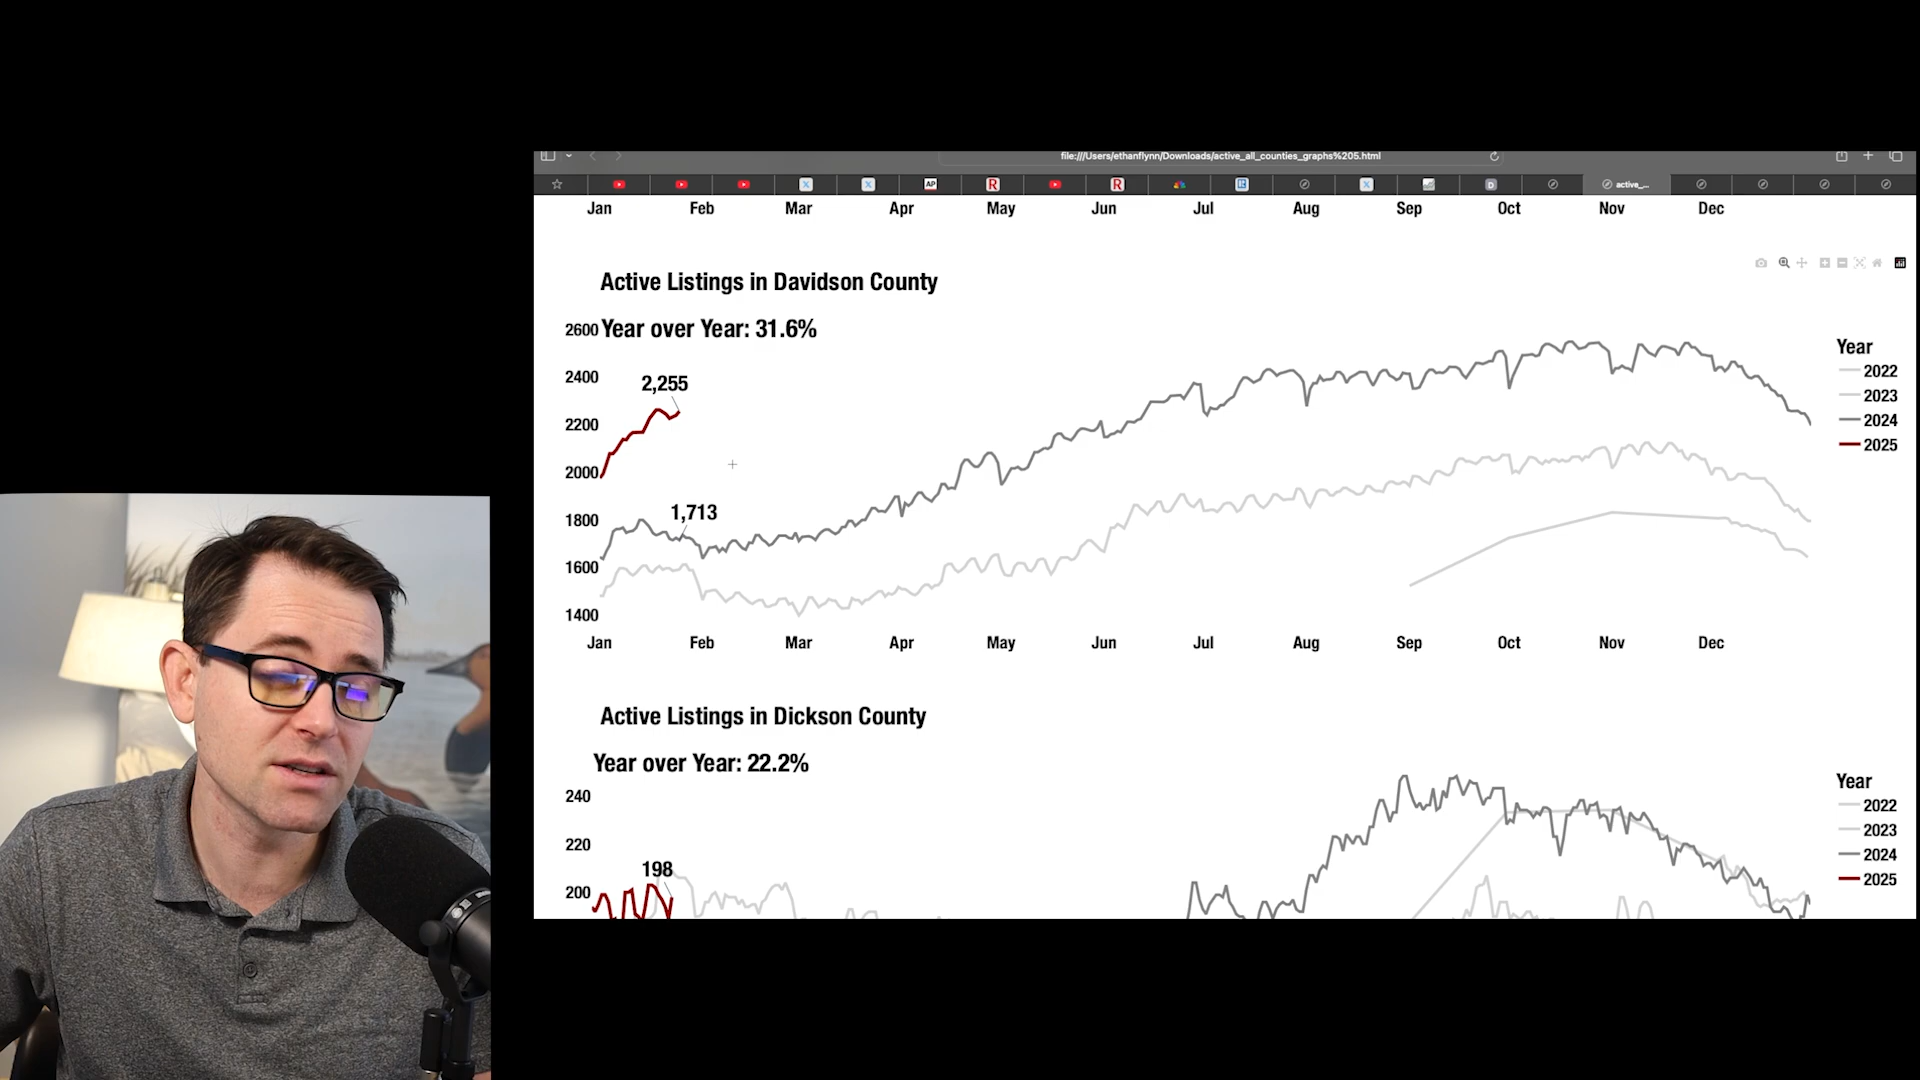 file:///Users/ethanflynn/Downloads/active_all_counties_graphs%205.html
AP
R
R
D
active_...
Jan Feb Mar Apr May Jun Jul Aug Sep Oct Nov Dec
Active Listings in Davidson County
Year over Year: 31.6%
2600
2400
2200
2000
1800
1600
1400
2,255
1,713
Year
2022
2023
2024
2025
Jan Feb Mar Apr May Jun Jul Aug Sep Oct Nov Dec
Active Listings in Dickson County
Year over Year: 22.2%
240
220
200
198
Year
2022
2023
2024
2025